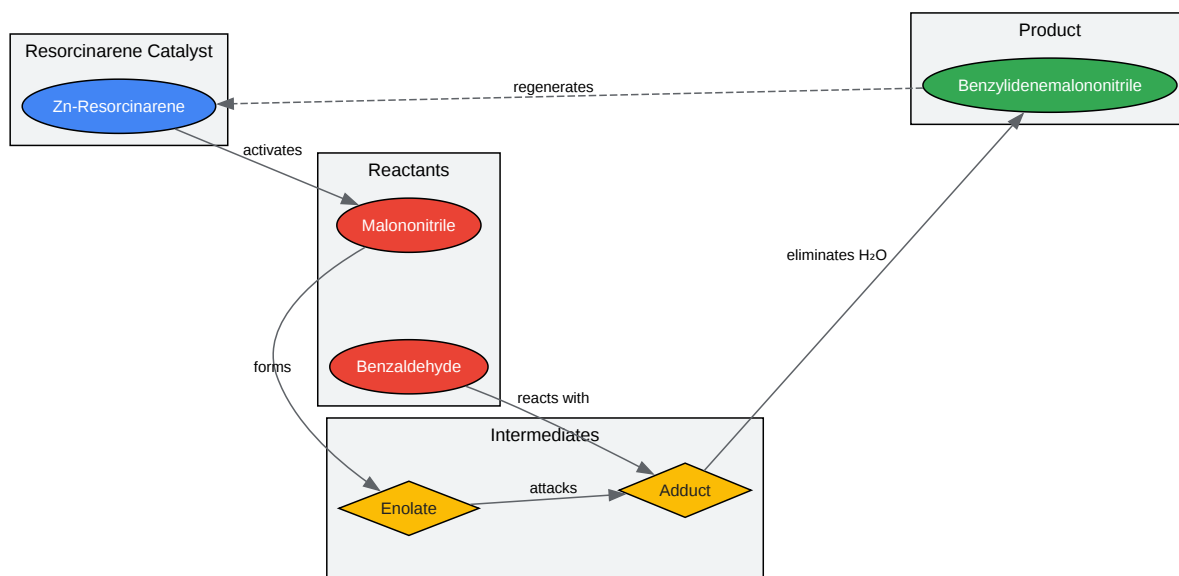 Product
Resorcinarene Catalyst
Benzylidenemalononitrile
regenerates
Zn-Resorcinarene
activates
Reactants
Malononitrile
eliminates H₂O
forms
Benzaldehyde
reacts with
Intermediates
attacks
Adduct
Enolate